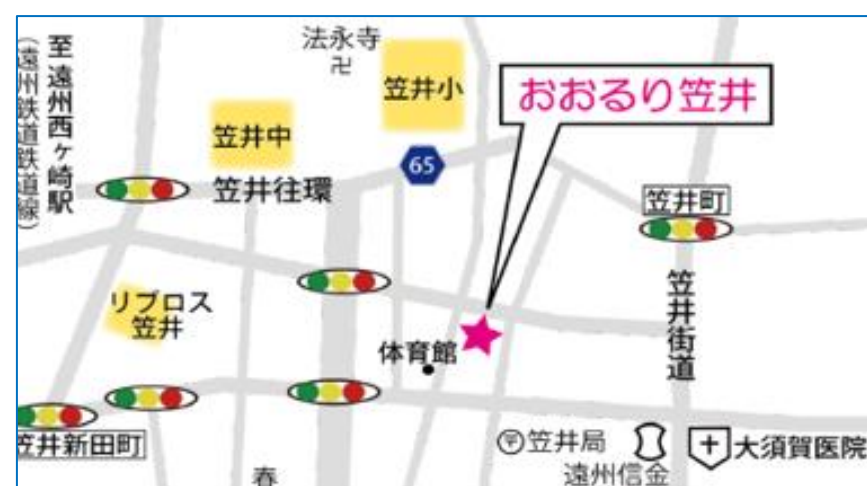 至 遠州西ヶ崎駅
(遠州鉄道鉄道線)
法永寺
卍
笠井小
笠井中
おおるり笠井
65
笠井往環
笠井町
笠井街道
リブロス
笠井
体育館
笠井新田町
〒笠井局
遠州信金
大須賀医院
春